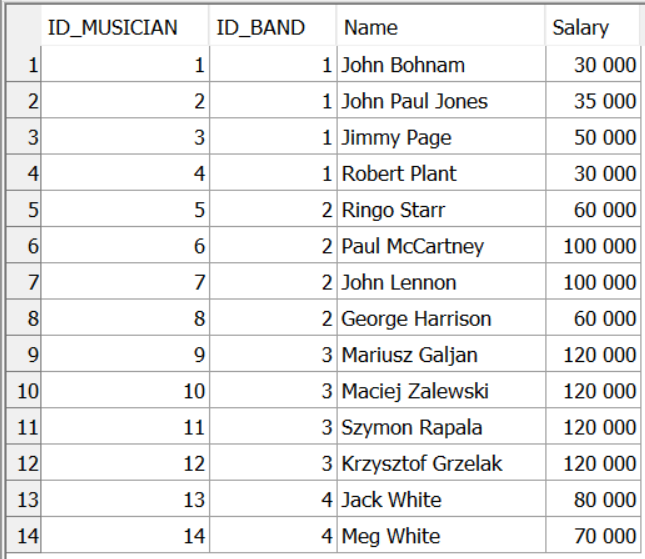 ID_MUSICIAN ID_BAND Name Salary
1 1 1 John Bohnam 30 000
2 2 1 John Paul Jones 35 000
3 3 1 Jimmy Page 50 000
4 4 1 Robert Plant 30 000
5 5 2 Ringo Starr 60 000
6 6 2 Paul McCartney 100 000
7 7 2 John Lennon 100 000
8 8 2 George Harrison 60 000
9 9 3 Mariusz Galjan 120 000
10 10 3 Maciej Zalewski 120 000
11 11 3 Szymon Rapala 120 000
12 12 3 Krzysztof Grzelak 120 000
13 13 4 Jack White 80 000
14 14 4 Meg White 70 000